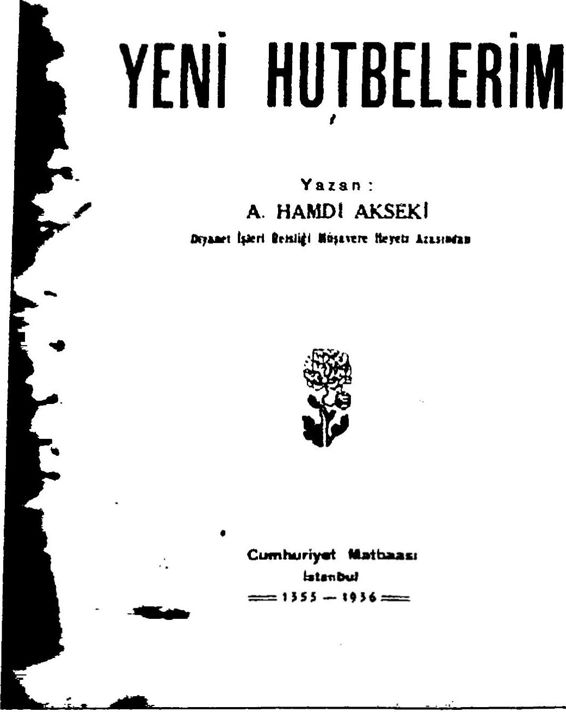 YENİ HUTBELERİM
Yazan :
A. HAMDİ AKSEKİ
Diyanet İşleri Reisliği Müşavere Heyeti Azasından
Cumhuriyet Matbaası
İstanbul
1355 — 1936